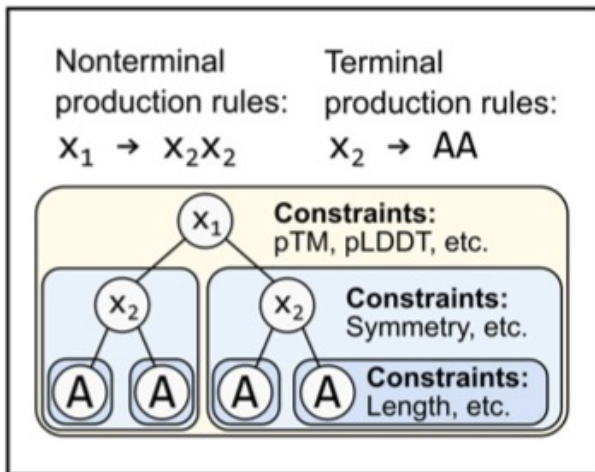 Nonterminal
production rules:
x₁ → x₂x₂
Terminal
production rules:
x₂ → AA
x₁
Constraints:
pTM, pLDDT, etc.
x₂
x₂
Constraints:
Symmetry, etc.
A
A
A
A
Constraints:
Length, etc.